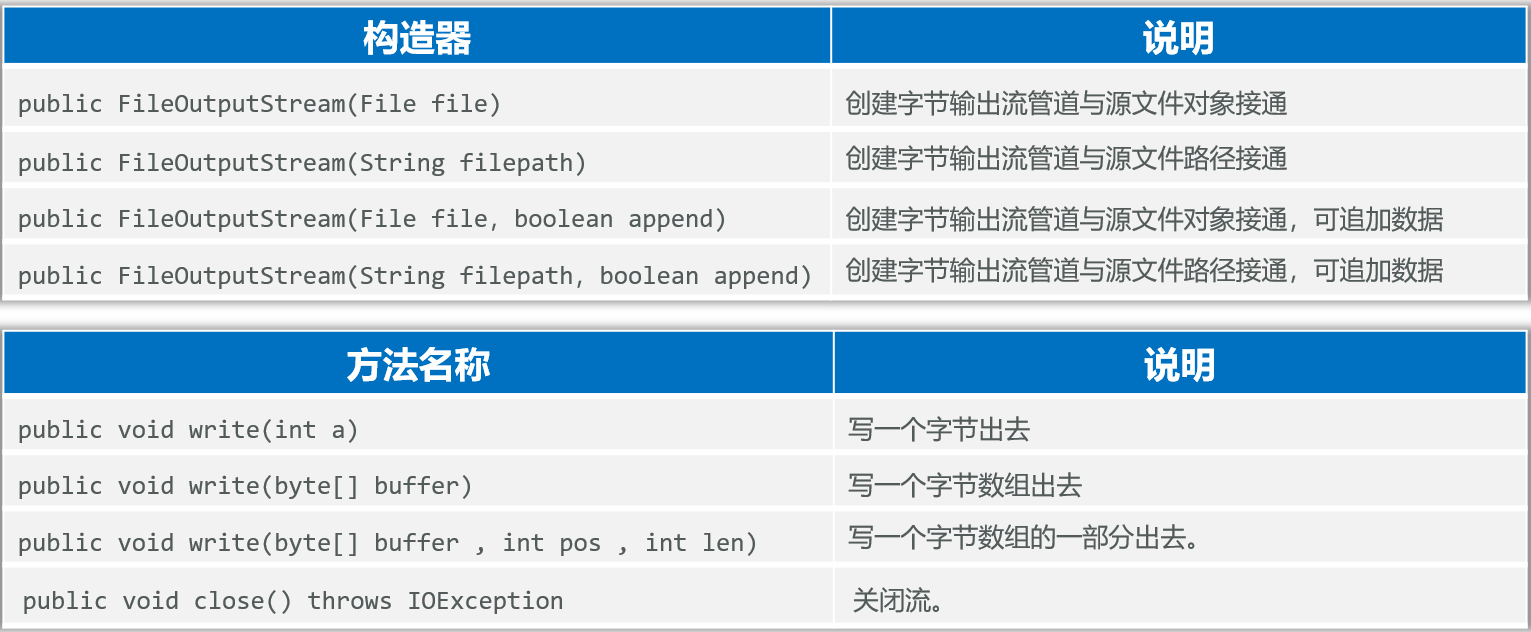 构造器 说明
public FileOutputStream(File file) 创建字节输出流管道与源文件对象接通
public FileOutputStream(String filepath) 创建字节输出流管道与源文件路径接通
public FileOutputStream(File file, boolean append) 创建字节输出流管道与源文件对象接通，可追加数据
public FileOutputStream(String filepath, boolean append) 创建字节输出流管道与源文件路径接通，可追加数据
方法名称 说明
public void write(int a) 写一个字节出去
public void write(byte[] buffer) 写一个字节数组出去
public void write(byte[] buffer , int pos , int len) 写一个字节数组的一部分出去。
public void close() throws IOException 关闭流。